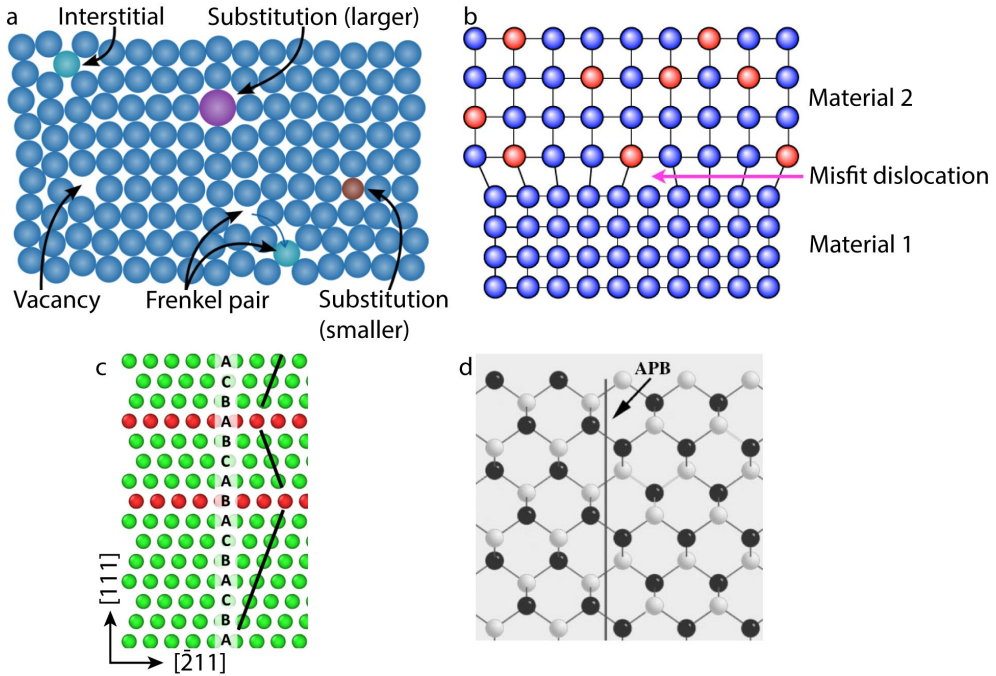 a
Interstitial
Substitution (larger)
Vacancy
Frenkel pair
Substitution
(smaller)
b
Material 2
Misfit dislocation
Material 1
c
A
C
B
A
B
C
A
B
A
C
B
A
C
B
A
[111]
[2̄11]
d
APB